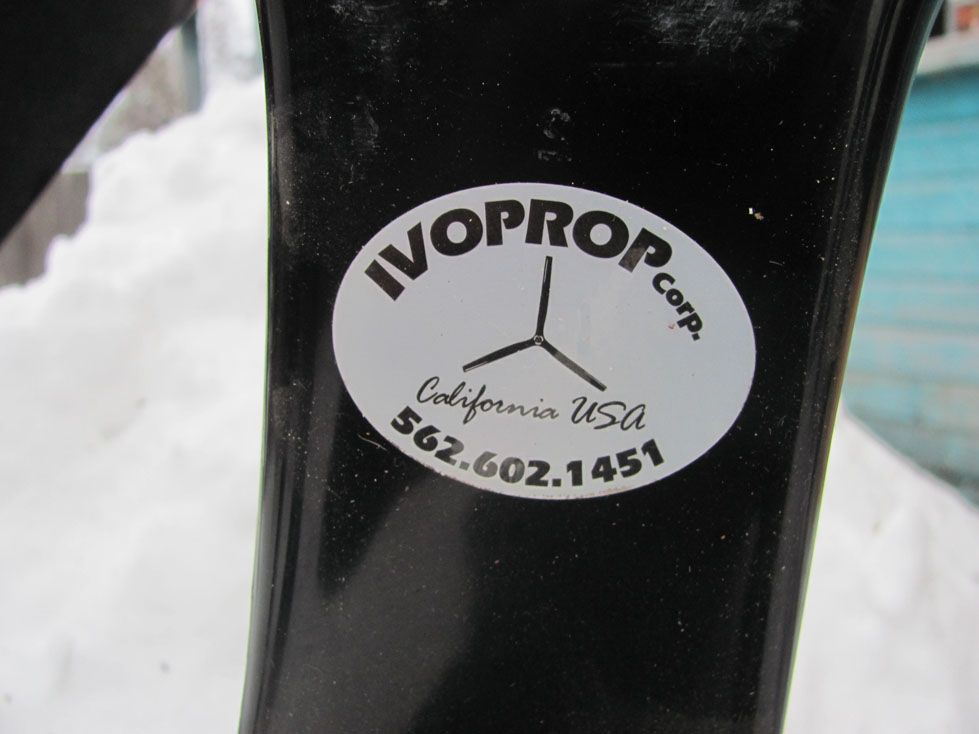 IVOPROP Corp.
California USA
562.602.1451